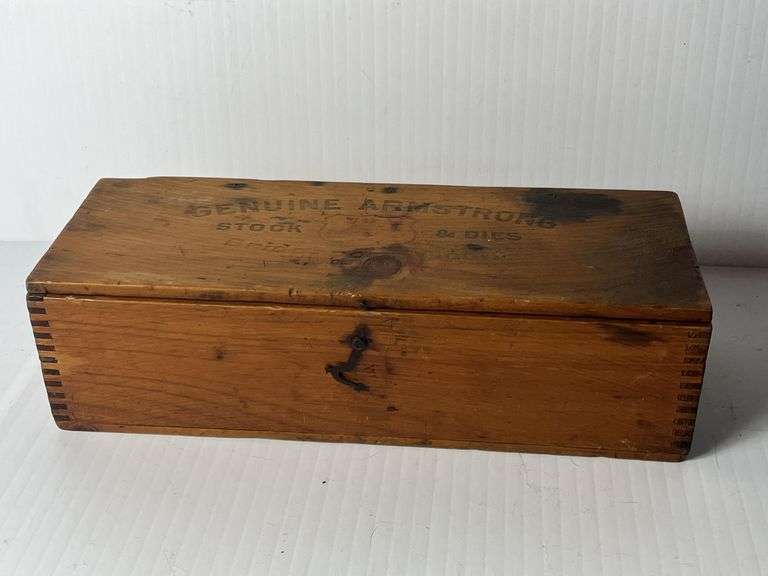 GENUINE ARMSTRONG
STOCK & DIES